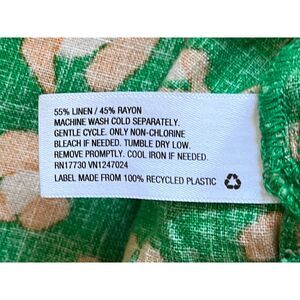 55% LINEN / 45% RAYON
MACHINE WASH COLD SEPARATELY.
GENTLE CYCLE. ONLY NON-CHLORINE
BLEACH IF NEEDED. TUMBLE DRY LOW.
REMOVE PROMPTLY. COOL IRON IF NEEDED.
RN17730 VN1247024
LABEL MADE FROM 100% RECYCLED PLASTIC